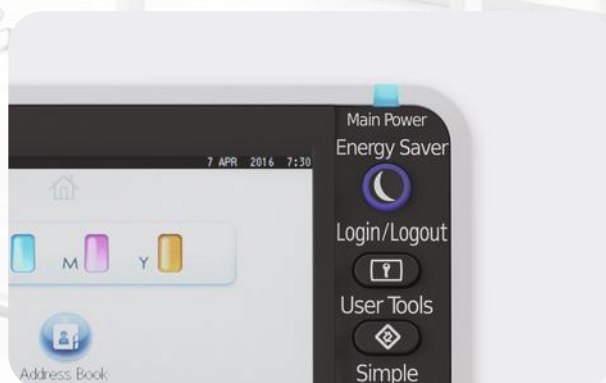 Main Power
Energy Saver
7 APR 2016 7:30
Login/Logout
M Y
User Tools
Address Book
Simple